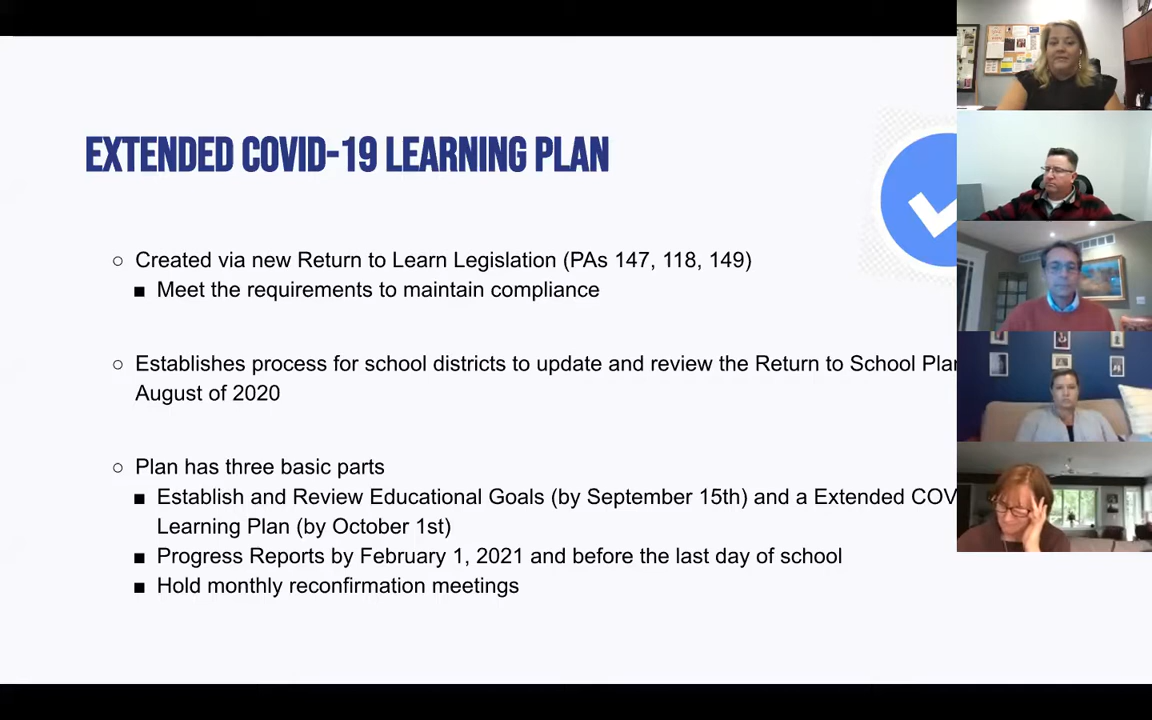 EXTENDED COVID-19 LEARNING PLAN
Created via new Return to Learn Legislation (PAs 147, 118, 149)
Meet the requirements to maintain compliance
Establishes process for school districts to update and review the Return to School
August of 2020
Plan has three basic parts
Establish and Review Educational Goals (by September 15th) and a Extended
Learning Plan (by October 1st)
Progress Reports by February 1, 2021 and before the last day of school
Hold monthly reconfirmation meetings